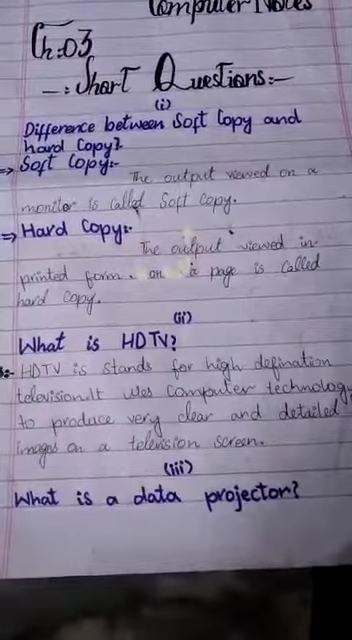 Computer Notes
Ch:03
-: Short Questions:-
(i)
Difference between Soft Copy and
hard Copy?
=> Soft Copy:-
The output viewed on a
monitor is called Soft Copy.
=> Hard Copy:-
The output viewed in
printed form. on a page is called
hard copy.
(ii)
What is HDTV?
:- HDTV is stands for high defination
television.It uses Computer technology
to produce very clear and detailed
images on a television screen.
(iii)
What is a data projector?